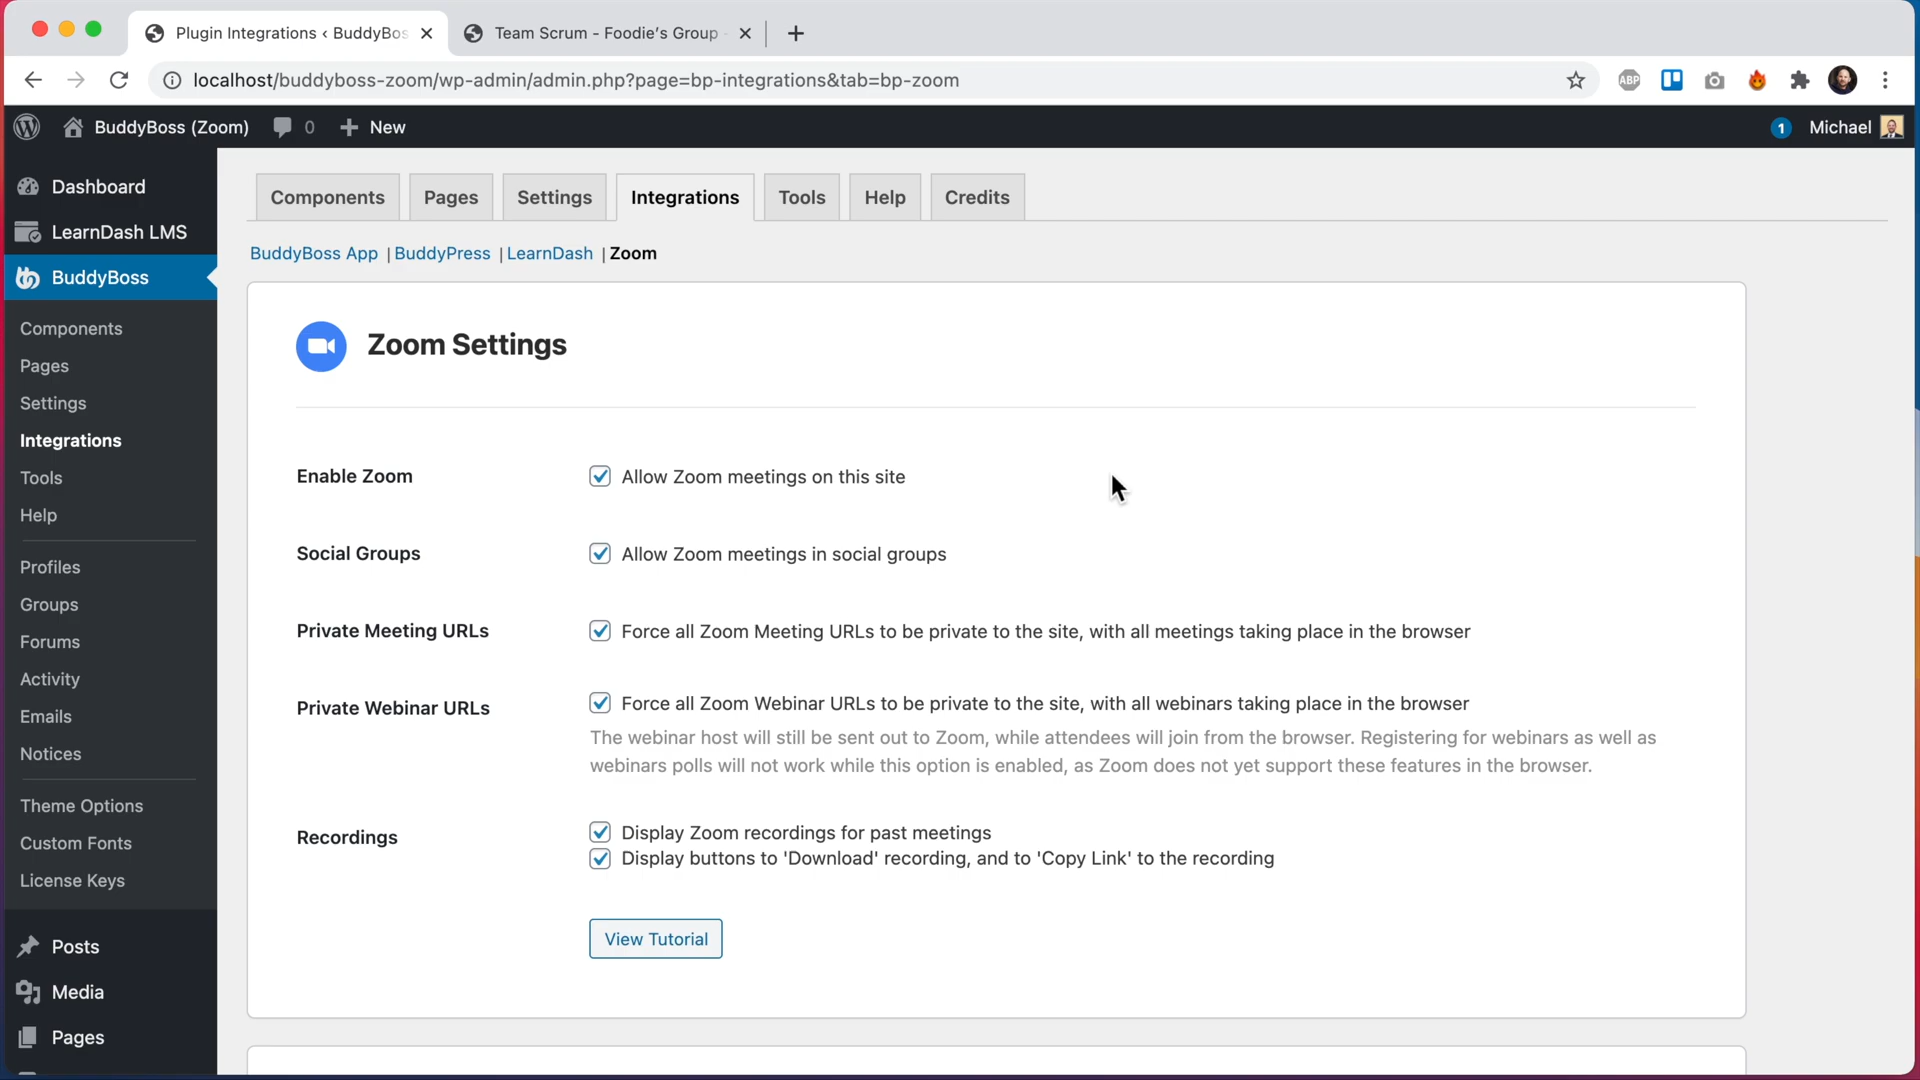 Plugin Integrations ‹ BuddyBos
Team Scrum - Foodie's Group
localhost/buddyboss-zoom/wp-admin/admin.php?page=bp-integrations&tab=bp-zoom
ABP
BuddyBoss (Zoom)
0
New
1
Michael
Dashboard
LearnDash LMS
BuddyBoss
Components
Pages
Settings
Integrations
Tools
Help
Profiles
Groups
Forums
Activity
Emails
Notices
Theme Options
Custom Fonts
License Keys
Posts
Media
Pages
Components
Pages
Settings
Integrations
Tools
Help
Credits
BuddyBoss App | BuddyPress | LearnDash | Zoom
Zoom Settings
Enable Zoom
Allow Zoom meetings on this site
Social Groups
Allow Zoom meetings in social groups
Private Meeting URLs
Force all Zoom Meeting URLs to be private to the site, with all meetings taking place in the browser
Private Webinar URLs
Force all Zoom Webinar URLs to be private to the site, with all webinars taking place in the browser
The webinar host will still be sent out to Zoom, while attendees will join from the browser. Registering for webinars as well as
webinars polls will not work while this option is enabled, as Zoom does not yet support these features in the browser.
Recordings
Display Zoom recordings for past meetings
Display buttons to 'Download' recording, and to 'Copy Link' to the recording
View Tutorial